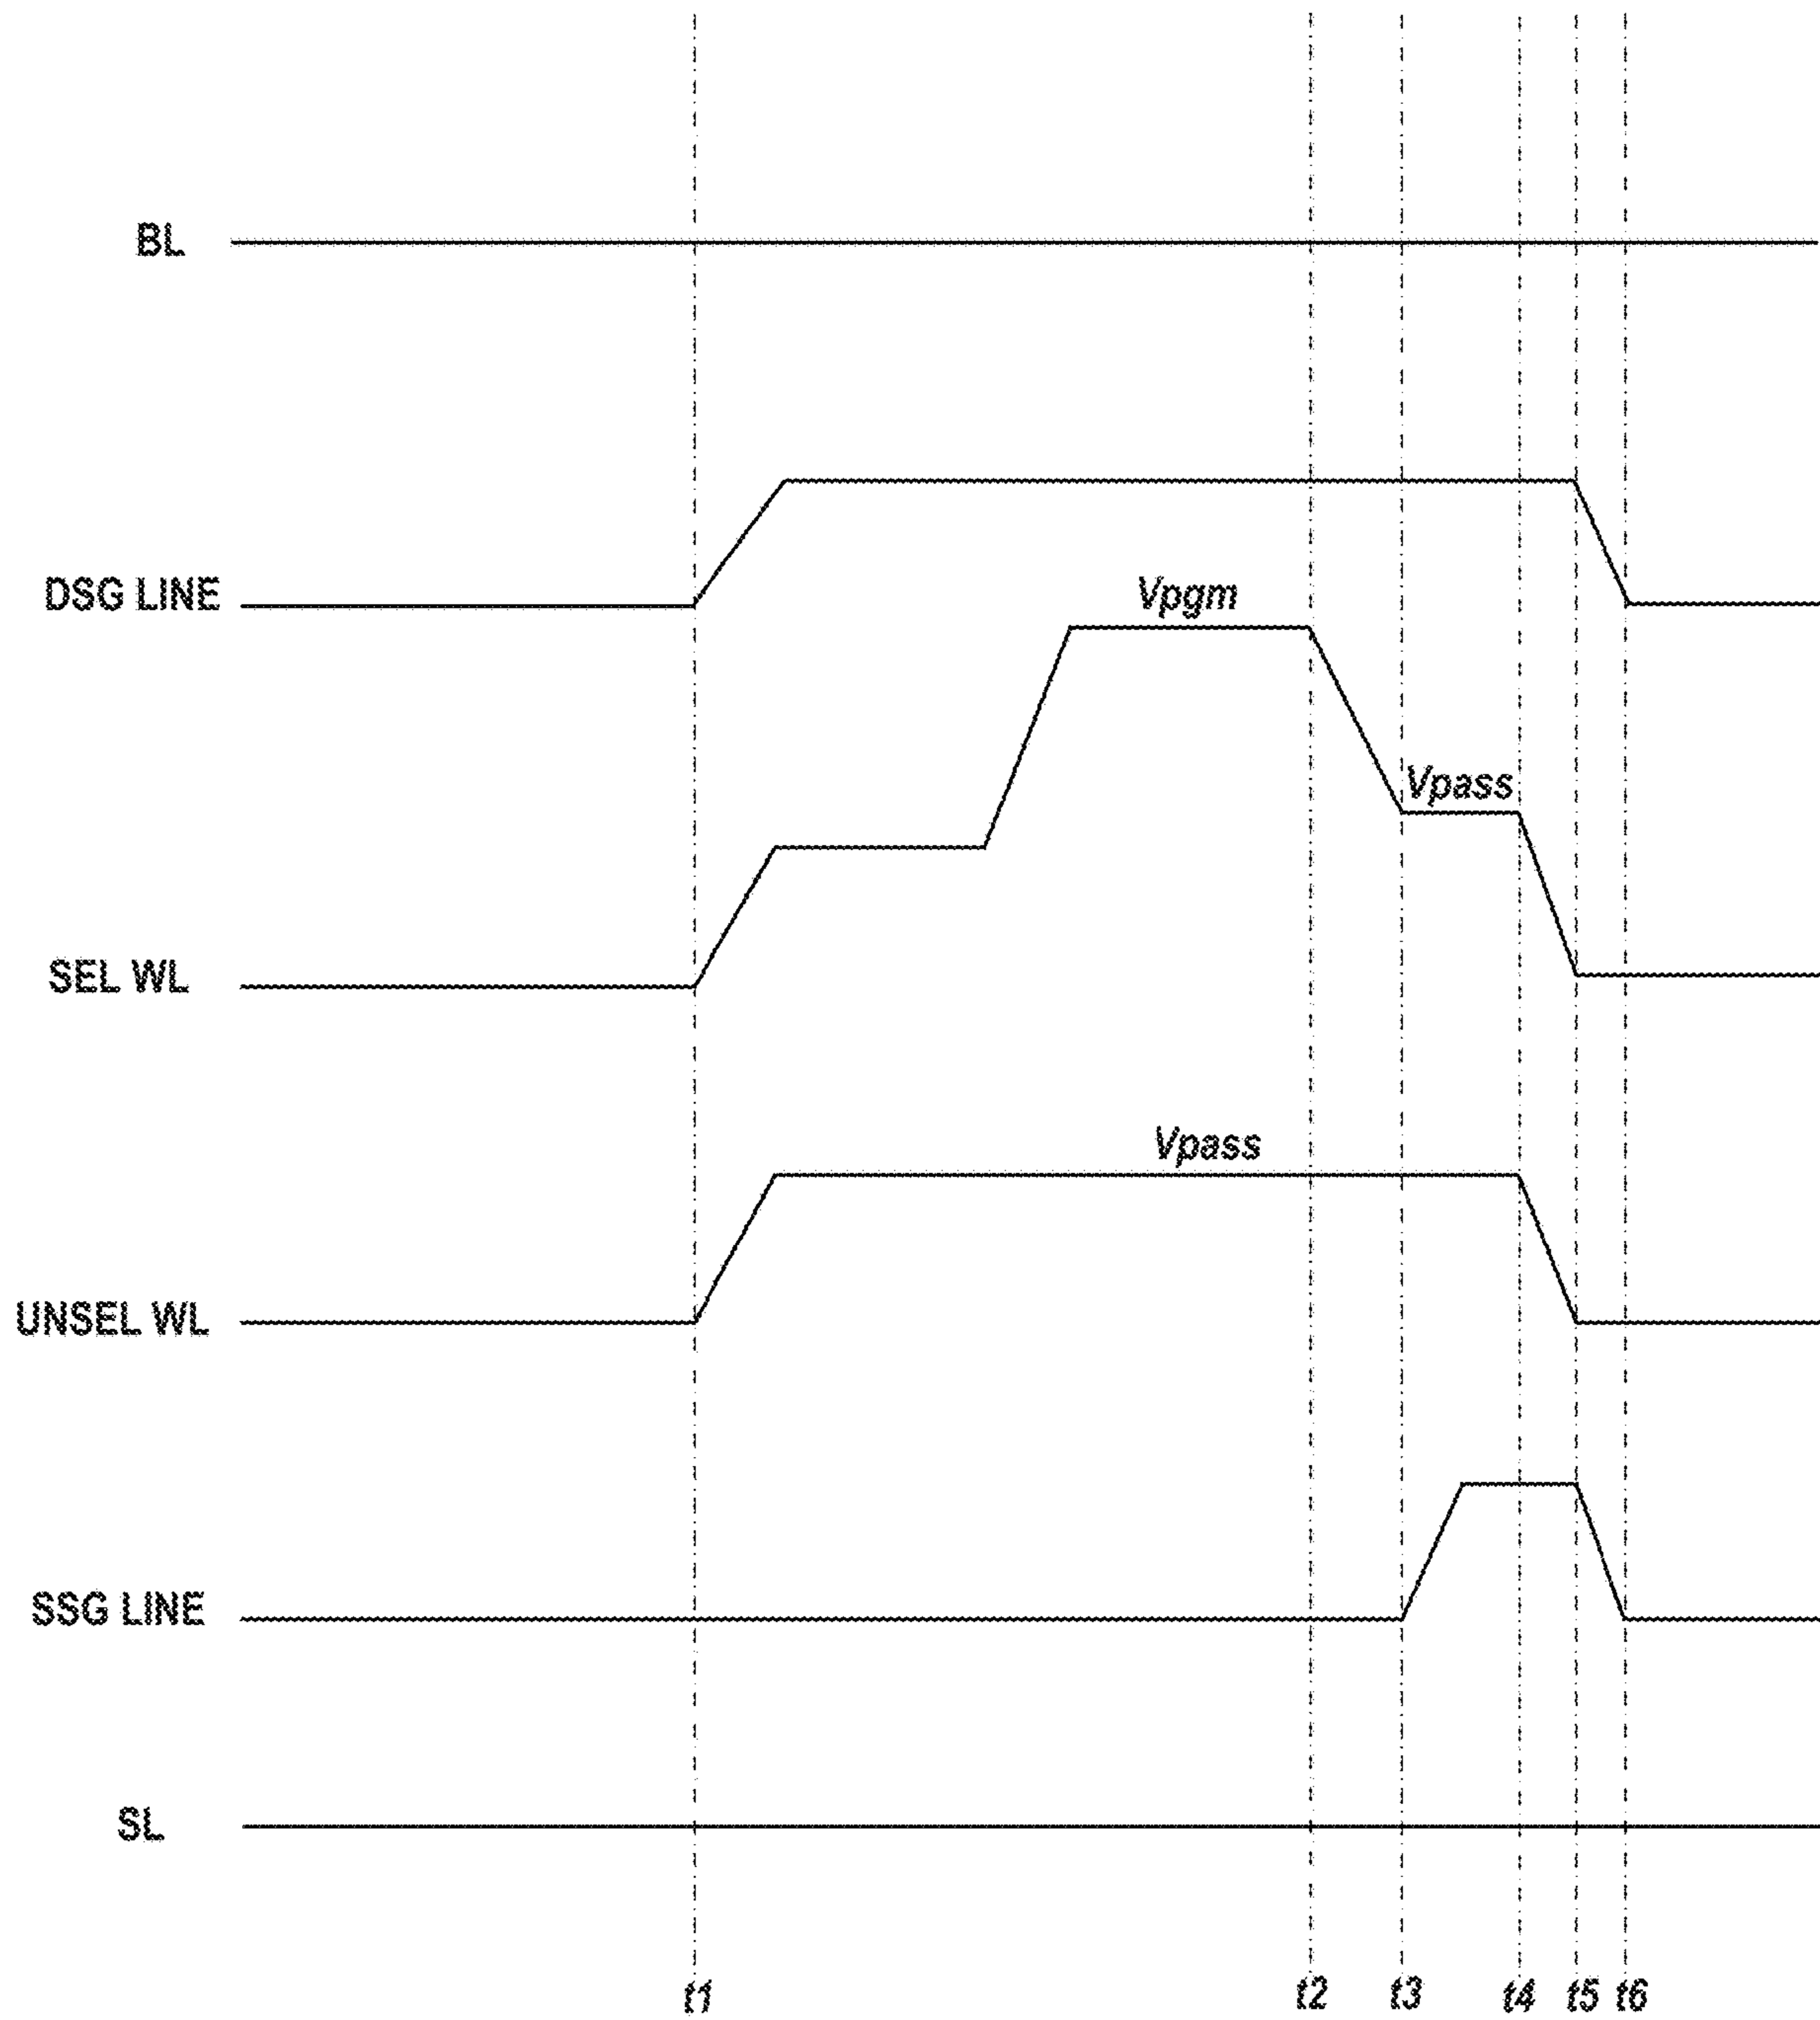 BL
DSG LINE
Vpgm
Vpass
SEL WL
Vpass
UNSEL WL
SSG LINE
SL
t1 t2 t3 t4 t5 t6